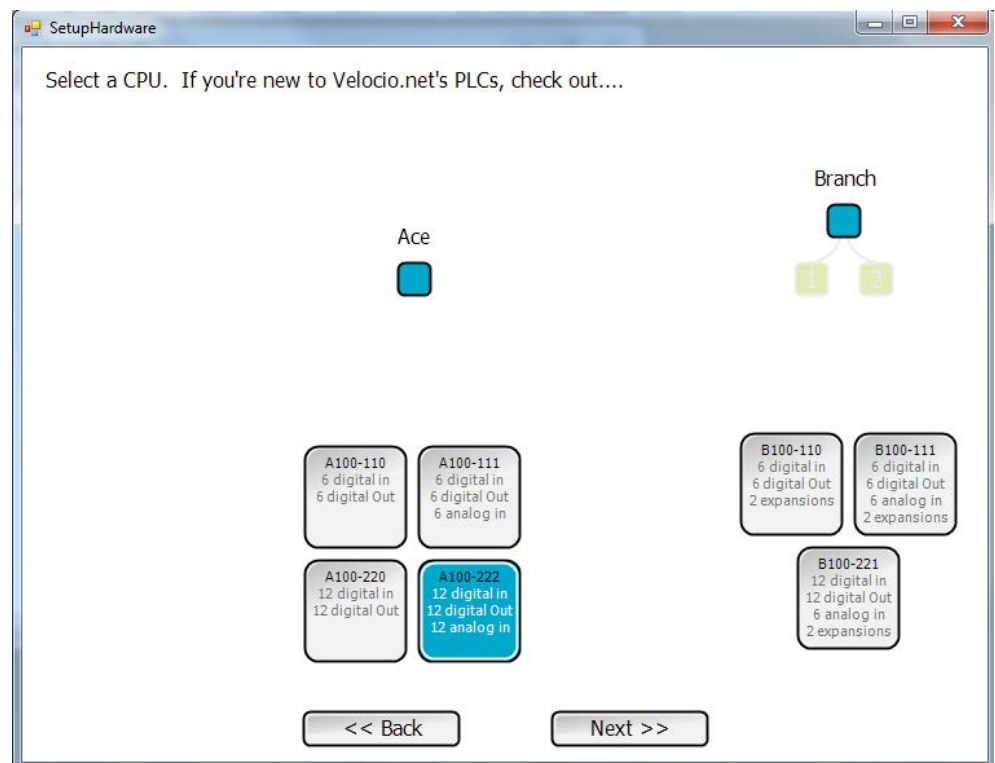 SetupHardware
Select a CPU. If you're new to Velocio.net's PLCs, check out....
Ace
Branch
1
2
A100-110
6 digital in
6 digital Out
A100-111
6 digital in
6 digital Out
6 analog in
A100-220
12 digital in
12 digital Out
A100-222
12 digital in
12 digital Out
12 analog in
B100-110
6 digital in
6 digital Out
2 expansions
B100-111
6 digital in
6 digital Out
6 analog in
2 expansions
B100-221
12 digital in
12 digital Out
6 analog in
2 expansions
<< Back
Next >>